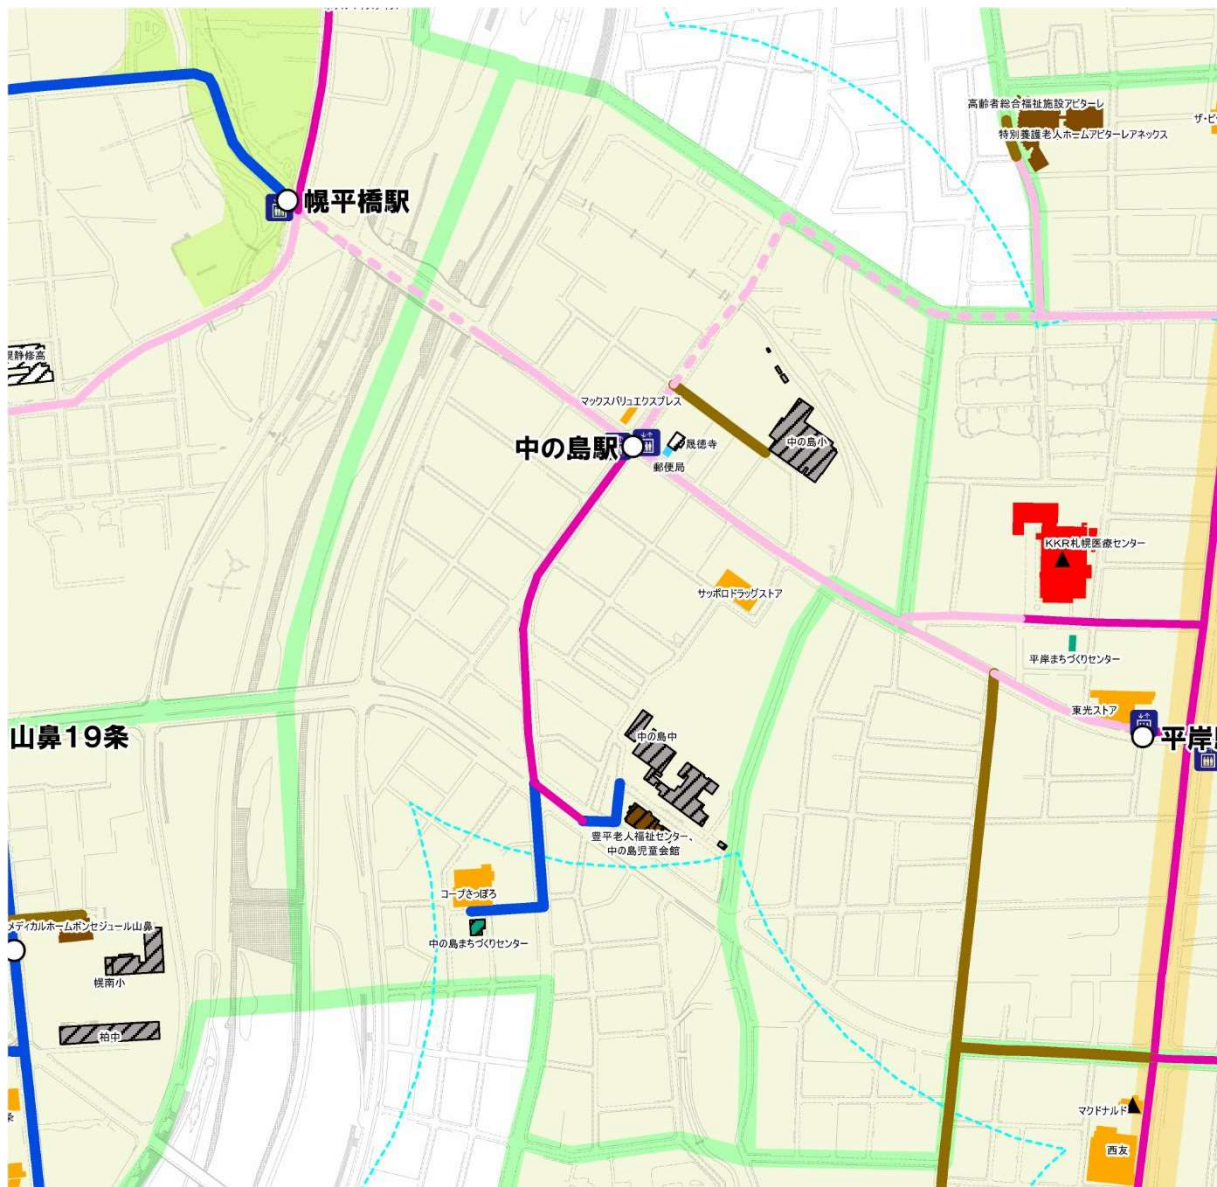 高齢者総合福祉施設アビターレ
特別養護老人ホームアビターレアネックス
幌平橋駅
静修高
マックスバリュエクスプレス
中の島駅
晟徳寺
郵便局
中の島小
KKR札幌医療センター
サッポロドラッグストア
平岸まちづくりセンター
東光ストア
山鼻19条
中の島中
平岸
豊平老人福祉センター、
中の島児童会館
コープさっぽろ
メディカルホームボンセジュール山鼻
中の島まちづくりセンター
幌南小
柏中
マクドナルド
西友